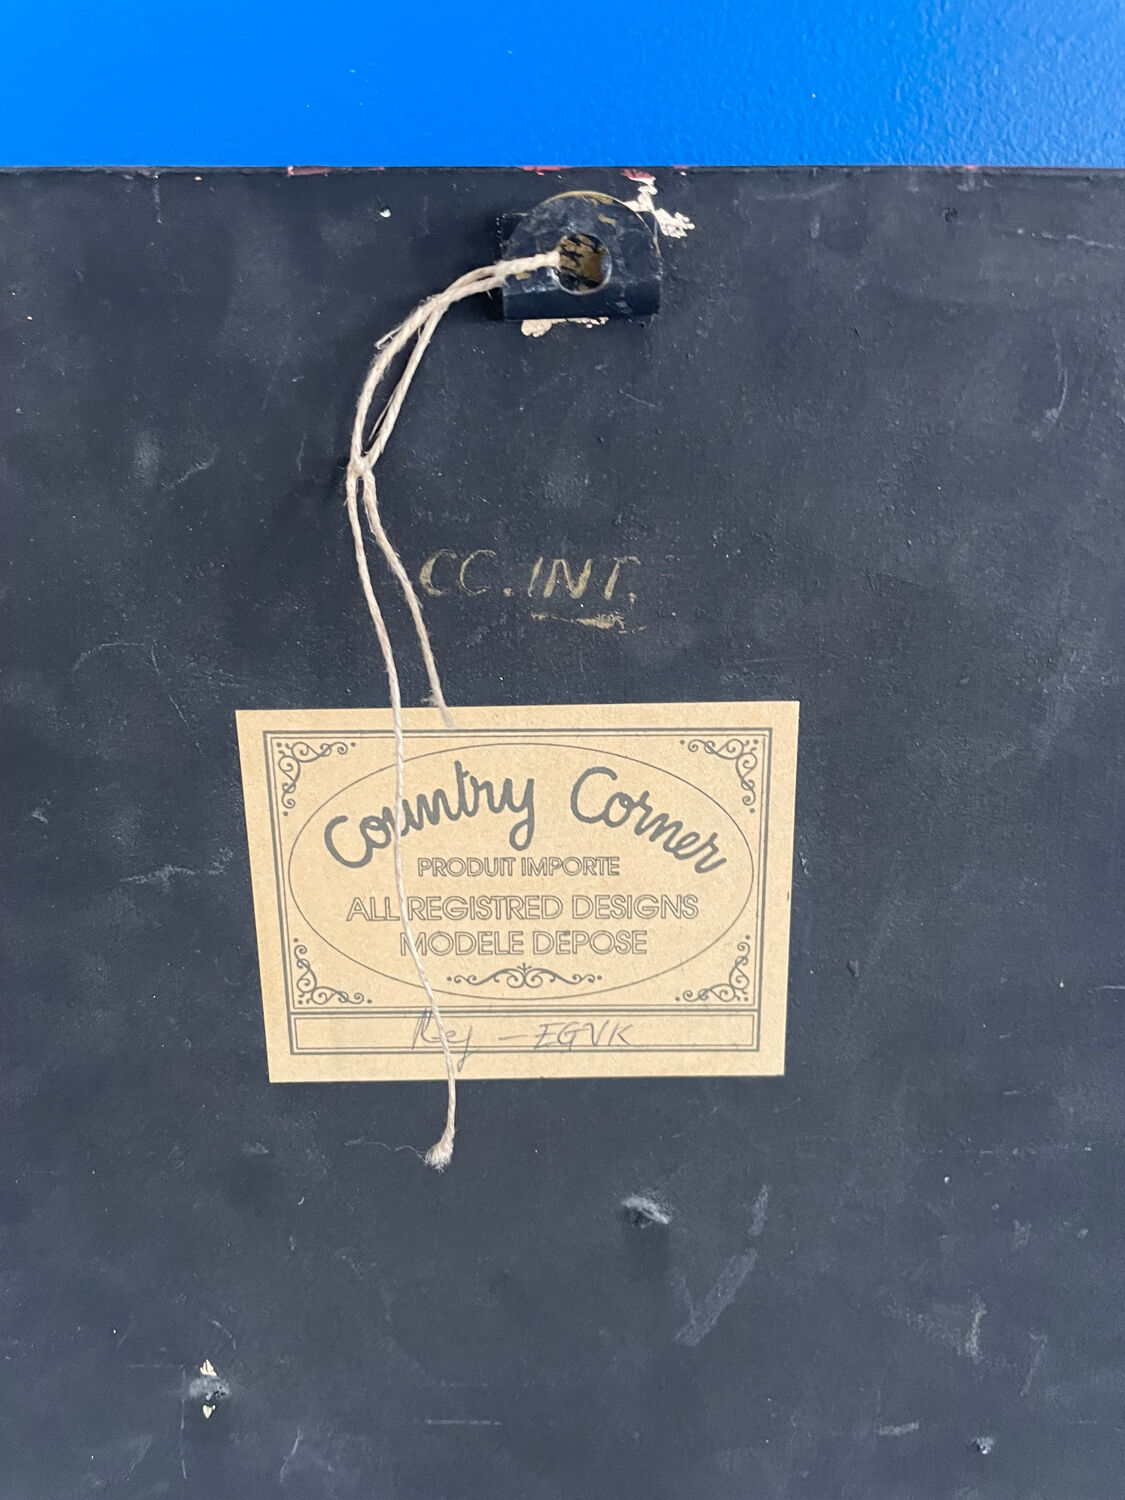 CC.INT.
Country Corner
PRODUIT IMPORTE
ALL REGISTRED DESIGNS
MODELE DEPOSE
Ref - EGVK